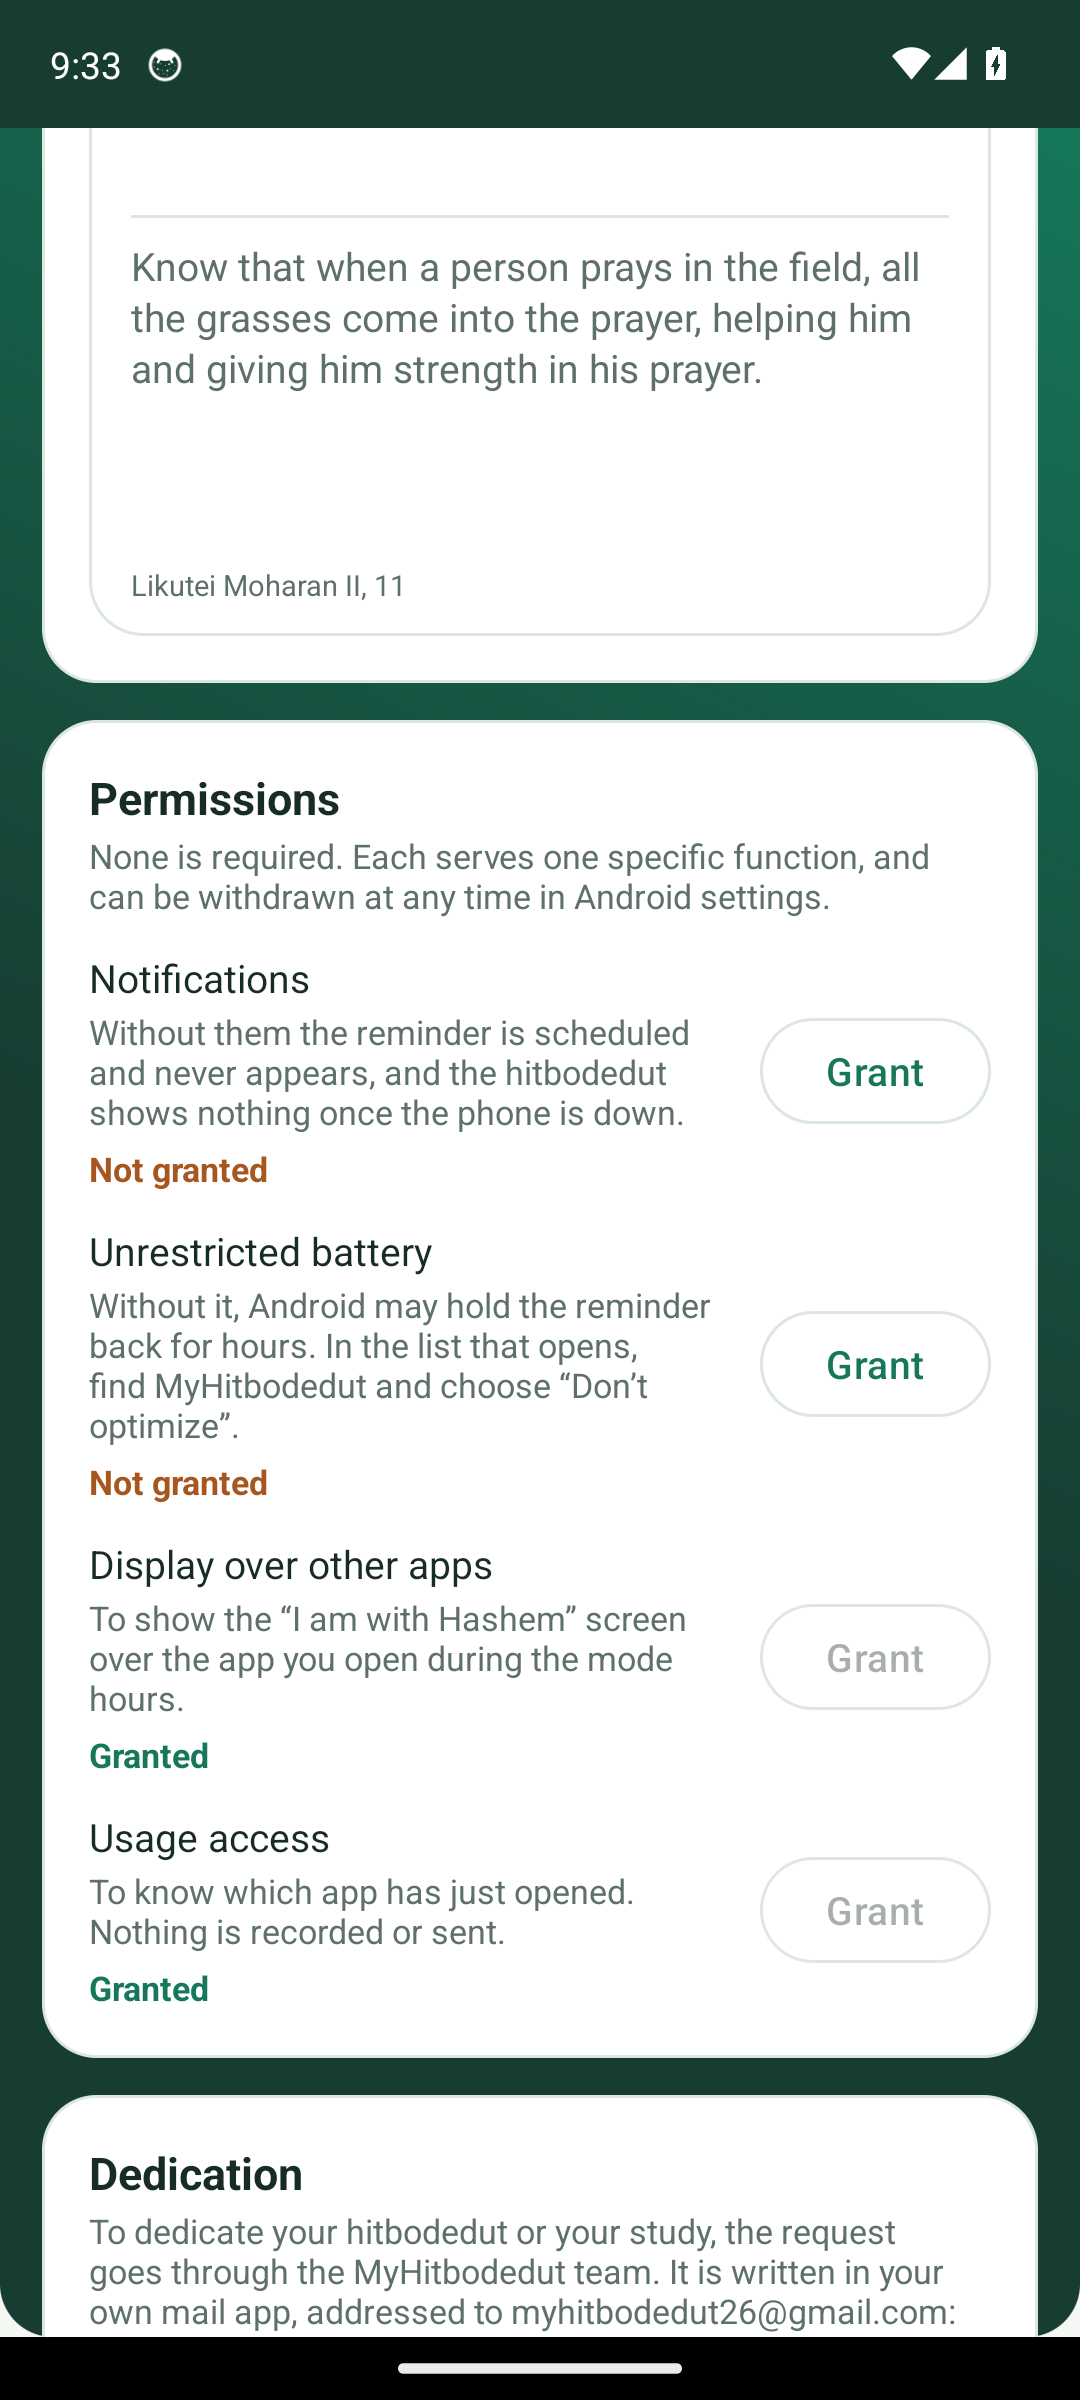 9:33
Know that when a person prays in the field, all
the grasses come into the prayer, helping him
and giving him strength in his prayer.
Likutei Moharan II, 11
Permissions
None is required. Each serves one specific function, and
can be withdrawn at any time in Android settings.
Notifications
Without them the reminder is scheduled
and never appears, and the hitbodedut
shows nothing once the phone is down.
Grant
Not granted
Unrestricted battery
Without it, Android may hold the reminder
back for hours. In the list that opens,
find MyHitbodedut and choose “Don’t
optimize”.
Grant
Not granted
Display over other apps
To show the “I am with Hashem” screen
over the app you open during the mode
hours.
Grant
Granted
Usage access
To know which app has just opened.
Nothing is recorded or sent.
Grant
Granted
Dedication
To dedicate your hitbodedut or your study, the request
goes through the MyHitbodedut team. It is written in your
own mail app, addressed to myhitbodedut26@gmail.com: